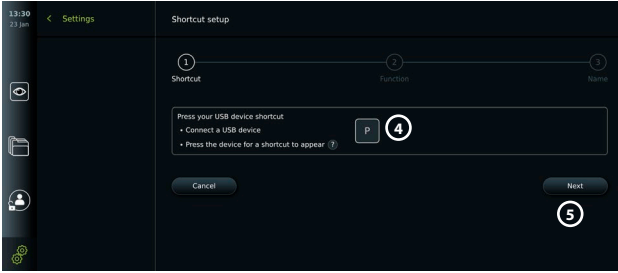 13:30
23 Jan
Settings
Shortcut setup
1
2
3
Shortcut
Function
Name
Press your USB device shortcut
• Connect a USB device
• Press the device for a shortcut to appear ?
P
4
Cancel
Next
5